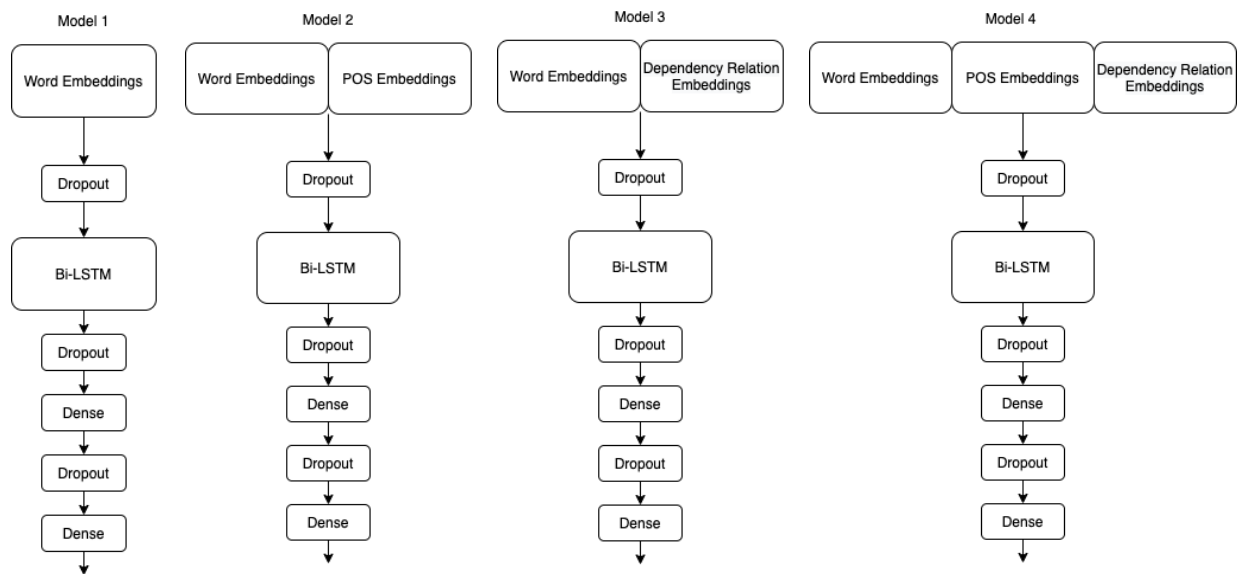 Model 1
Model 2
Model 3
Model 4
Word Embeddings
Word Embeddings
POS Embeddings
Word Embeddings
Dependency Relation
Embeddings
Word Embeddings
POS Embeddings
Dependency Relation
Embeddings
Dropout
Dropout
Dropout
Dropout
Bi-LSTM
Bi-LSTM
Bi-LSTM
Bi-LSTM
Dropout
Dropout
Dropout
Dropout
Dense
Dense
Dense
Dense
Dropout
Dropout
Dropout
Dropout
Dense
Dense
Dense
Dense